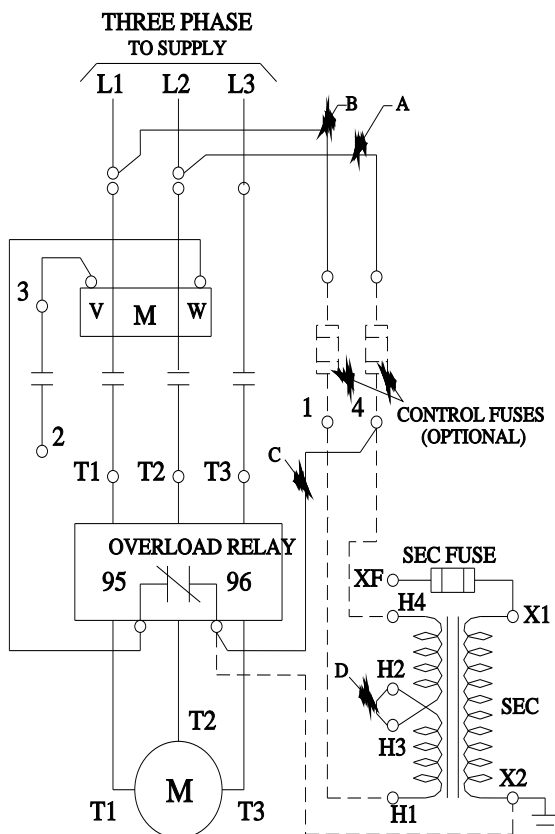 THREE PHASE
TO SUPPLY
L1 L2 L3
B A
3
V M W
2
1 4
CONTROL FUSES
(OPTIONAL)
C
T1 T2 T3
OVERLOAD RELAY
95 96
SEC FUSE
XF
H4 X1
D H2
H3
SEC
T2
M
T1 T3
H1 X2